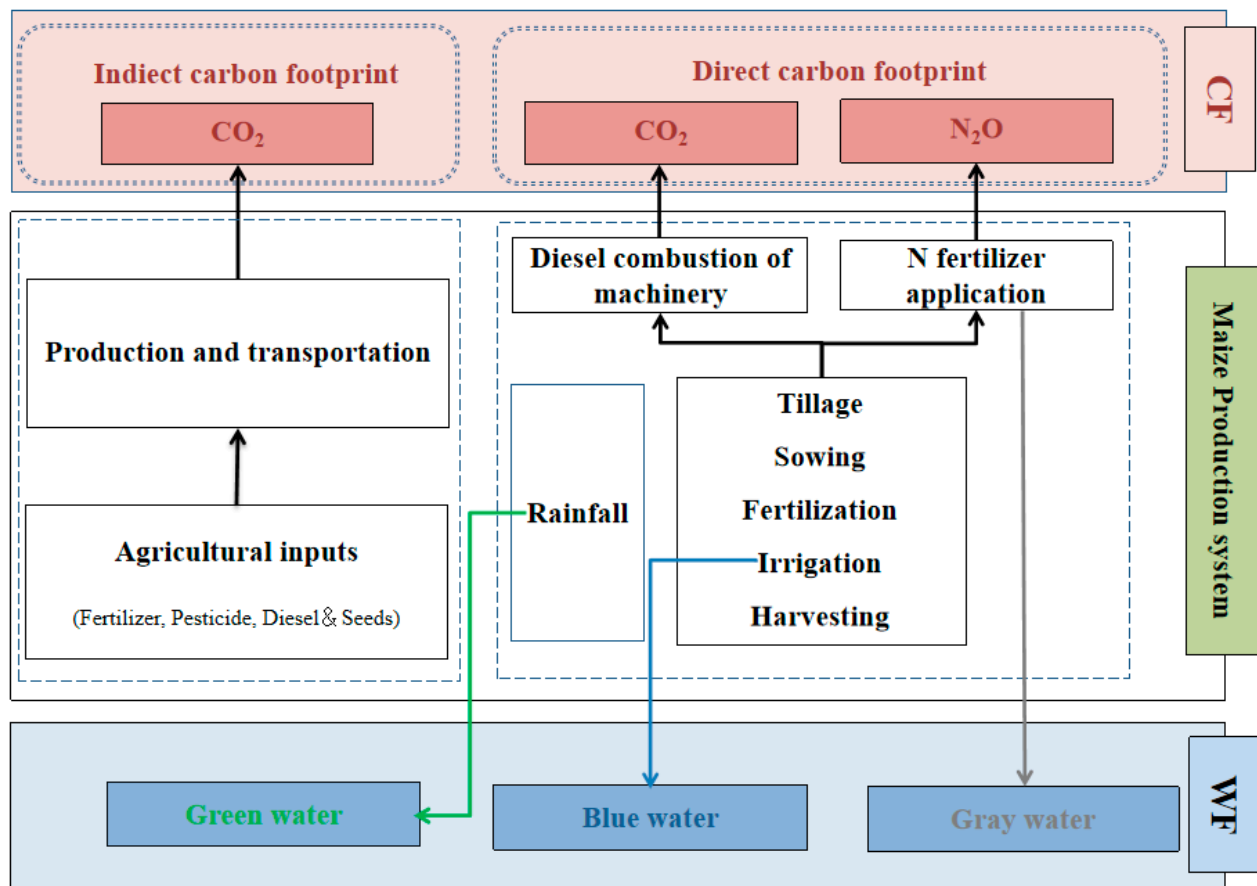 Indiect carbon footprint
CO₂
Direct carbon footprint
CO₂
N₂O
CF
Production and transportation
Agricultural inputs
(Fertilizer, Pesticide, Diesel＆Seeds)
Diesel combustion of
machinery
N fertilizer
application
Rainfall
Tillage
Sowing
Fertilization
Irrigation
Harvesting
Maize Production system
Green water
Blue water
Gray water
WF